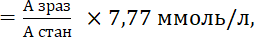 = А зраз / А стан × 7,77 ммоль/л,